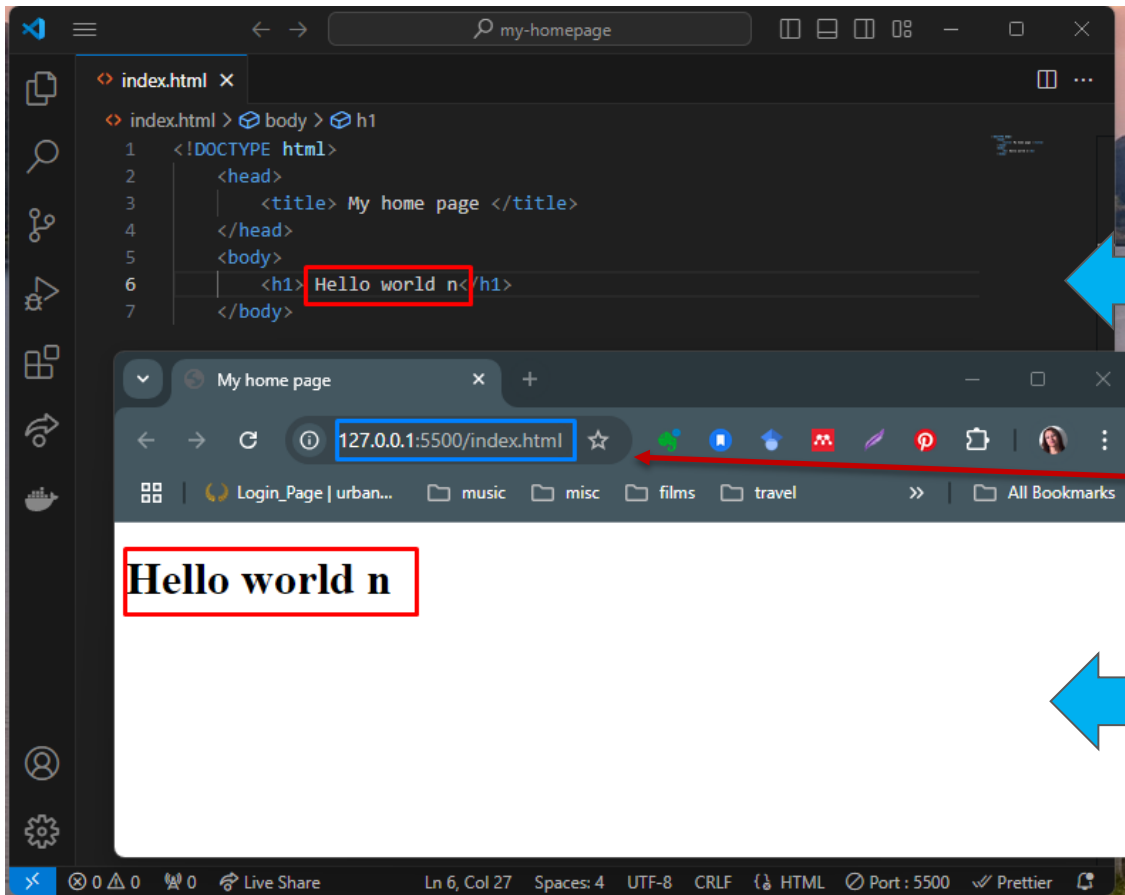 my-homepage
index.html
index.html > body > h1
1 <!DOCTYPE html>
2 <head>
3 <title> My home page </title>
4 </head>
5 <body>
6 <h1> Hello world n</h1>
7 </body>
My home page
127.0.0.1:5500/index.html
Login_Page | urban... music misc films travel » All Bookmarks
Hello world n
0 0 0 Live Share Ln 6, Col 27 Spaces: 4 UTF-8 CRLF HTML Port : 5500 Prettier